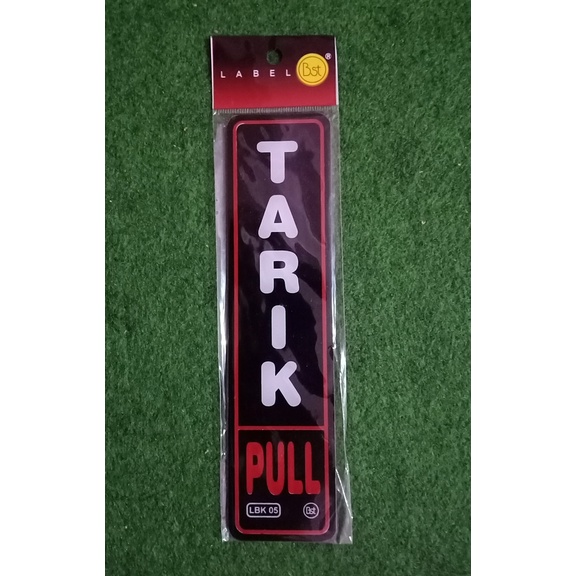 LABEL Bst ®
TARIK
PULL
LBK 05 Bst